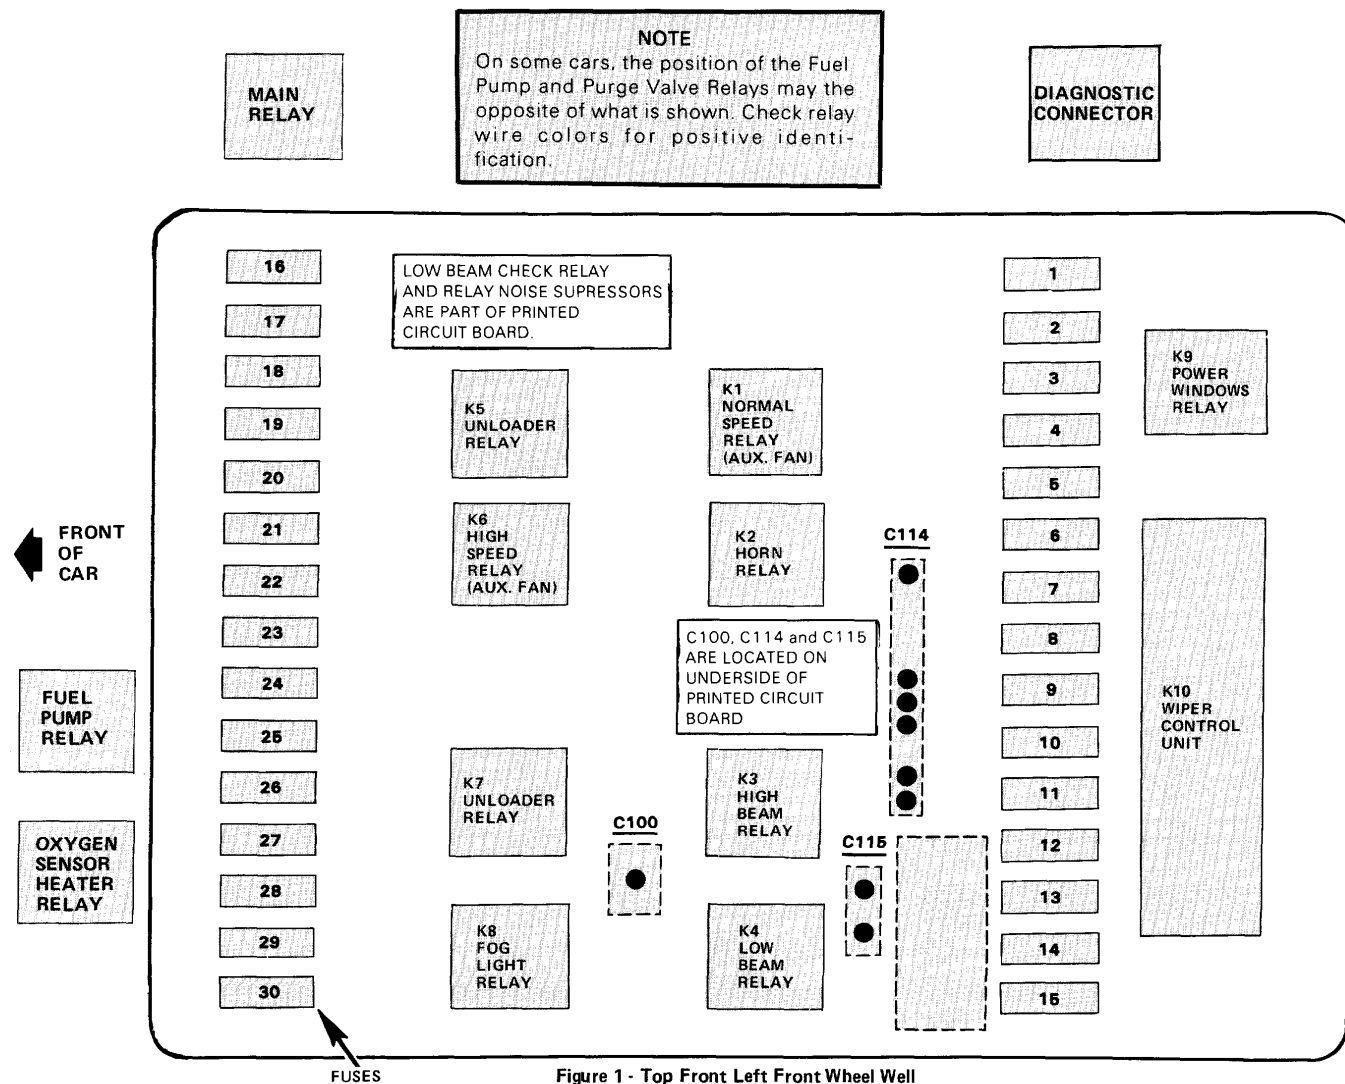 MAIN
RELAY
NOTE
On some cars, the position of the Fuel
Pump and Purge Valve Relays may the
opposite of what is shown. Check relay
wire colors for positive identi-
fication.
DIAGNOSTIC
CONNECTOR
16
17
18
19
20
21
22
23
24
25
26
27
28
29
30
LOW BEAM CHECK RELAY
AND RELAY NOISE SUPRESSORS
ARE PART OF PRINTED
CIRCUIT BOARD.
K5
UNLOADER
RELAY
K1
NORMAL
SPEED
RELAY
(AUX. FAN)
K6
HIGH
SPEED
RELAY
(AUX. FAN)
K2
HORN
RELAY
C114
C100, C114 and C115
ARE LOCATED ON
UNDERSIDE OF
PRINTED CIRCUIT
BOARD
K7
UNLOADER
RELAY
C100
K3
HIGH
BEAM
RELAY
C115
K8
FOG
LIGHT
RELAY
K4
LOW
BEAM
RELAY
1
2
3
4
5
6
7
8
9
10
11
12
13
14
15
K9
POWER
WINDOWS
RELAY
K10
WIPER
CONTROL
UNIT
FRONT
OF
CAR
FUEL
PUMP
RELAY
OXYGEN
SENSOR
HEATER
RELAY
FUSES
Figure 1 - Top Front Left Front Wheel Well